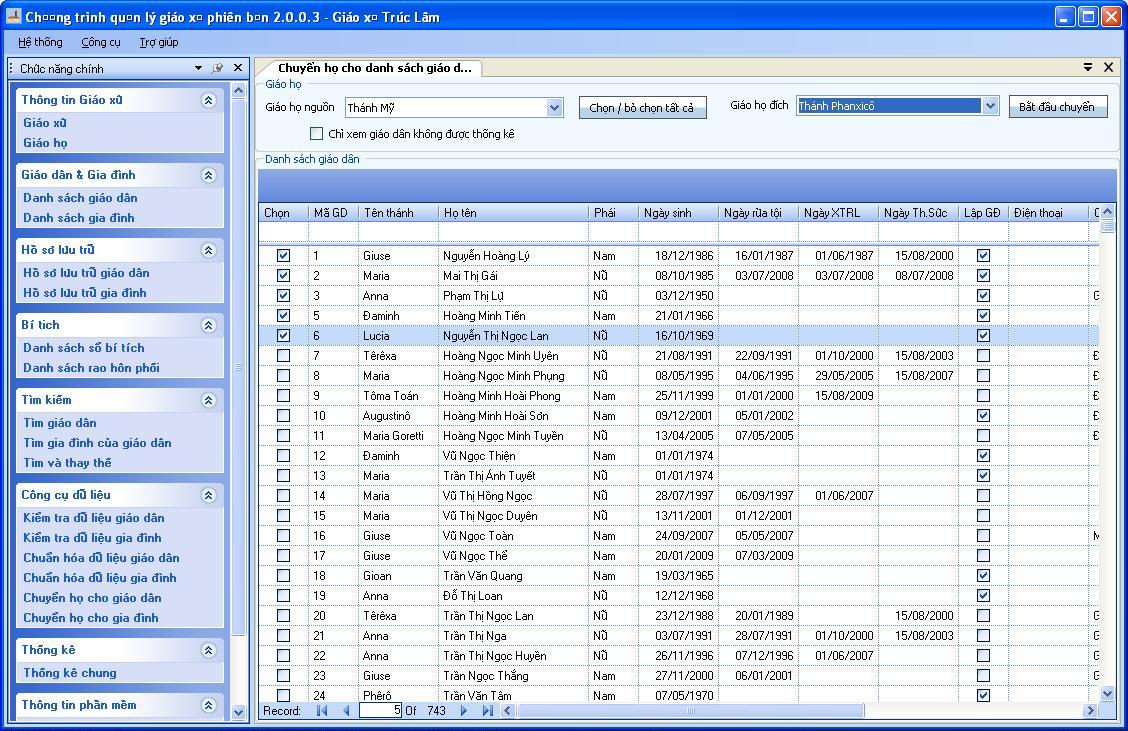 Ch¤¤ng trình qu¤n lý giáo x¤ phiên b¤n 2.0.0.3 - Giáo x¤ Trúc Lâm
Hệ thống Công cụ Trợ giúp
Chức năng chính
Thông tin Giáo xứ
Giáo xứ
Giáo họ
Giáo dân & Gia đình
Danh sách giáo dân
Danh sách gia đình
Hồ sơ lưu trữ
Hồ sơ lưu trữ giáo dân
Hồ sơ lưu trữ gia đình
Bí tích
Danh sách sổ bí tích
Danh sách rao hôn phối
Tìm kiếm
Tìm giáo dân
Tìm gia đình của giáo dân
Tìm và thay thế
Công cụ dữ liệu
Kiểm tra dữ liệu giáo dân
Kiểm tra dữ liệu gia đình
Chuẩn hóa dữ liệu giáo dân
Chuẩn hóa dữ liệu gia đình
Chuyển họ cho giáo dân
Chuyển họ cho gia đình
Thống kê
Thống kê chung
Thông tin phần mềm
Chuyển họ cho danh sách giáo d...
Giáo họ
Giáo họ nguồn Thánh Mỹ Chọn / bỏ chọn tất cả Giáo họ đích Thánh Phanxicô Bắt đầu chuyển
Chỉ xem giáo dân không được thống kê
Danh sách giáo dân
Chọn Mã GD Tên thánh Họ tên Phái Ngày sinh Ngày rửa tội Ngày XTRL Ngày Th.Sức Lập GĐ Điện thoại
1 Giuse Nguyễn Hoàng Lý Nam 18/12/1986 16/01/1987 01/06/1987 15/08/2000
2 Maria Mai Thị Gái Nữ 08/10/1985 03/07/2008 03/07/2008 08/07/2008
3 Anna Phạm Thị Lự Nữ 03/12/1950 G
5 Đaminh Hoàng Minh Tiến Nam 21/01/1966
6 Lucia Nguyễn Thị Ngọc Lan Nữ 16/10/1969
7 Têrêxa Hoàng Ngọc Minh Uyên Nữ 21/08/1991 22/09/1991 01/10/2000 15/08/2003 Đ
8 Maria Hoàng Ngọc Minh Phụng Nữ 08/05/1995 04/06/1995 29/05/2005 15/08/2007 Đ
9 Tôma Toán Hoàng Minh Hoài Phong Nữ 25/11/1999 01/01/2000 15/08/2009 Đ
10 Augustinô Hoàng Minh Hoài Sơn Nữ 09/12/2001 05/01/2002 Đ
11 Maria Goretti Hoàng Ngọc Minh Tuyền Nữ 13/04/2005 07/05/2005 Đ
12 Đaminh Vũ Ngọc Thiện Nam 01/01/1974
13 Maria Trần Thị Ánh Tuyết Nữ 01/01/1974
14 Maria Vũ Thị Hồng Ngọc Nữ 28/07/1997 06/09/1997 01/06/2007
15 Maria Vũ Thị Ngọc Duyên Nữ 13/11/2001 01/12/2001
16 Giuse Vũ Ngọc Toàn Nam 24/09/2007 05/05/2007 M
17 Giuse Vũ Ngọc Thể Nam 20/01/2009 07/03/2009
18 Gioan Trần Văn Quang Nam 19/03/1965
19 Anna Đỗ Thị Loan Nữ 12/12/1968
20 Têrêxa Trần Thị Ngọc Lan Nữ 23/12/1988 20/01/1989 15/08/2000 G
21 Anna Trần Thị Nga Nữ 03/07/1991 28/07/1991 01/10/2000 15/08/2003 G
22 Anna Trần Thị Ngọc Huyền Nữ 26/11/1996 07/12/1996 01/06/2007 G
23 Giuse Trần Ngọc Thắng Nam 27/11/2000 06/01/2001 G
24 Phêrô Trần Văn Tâm Nam 07/05/1970
Record: 5 Of 743